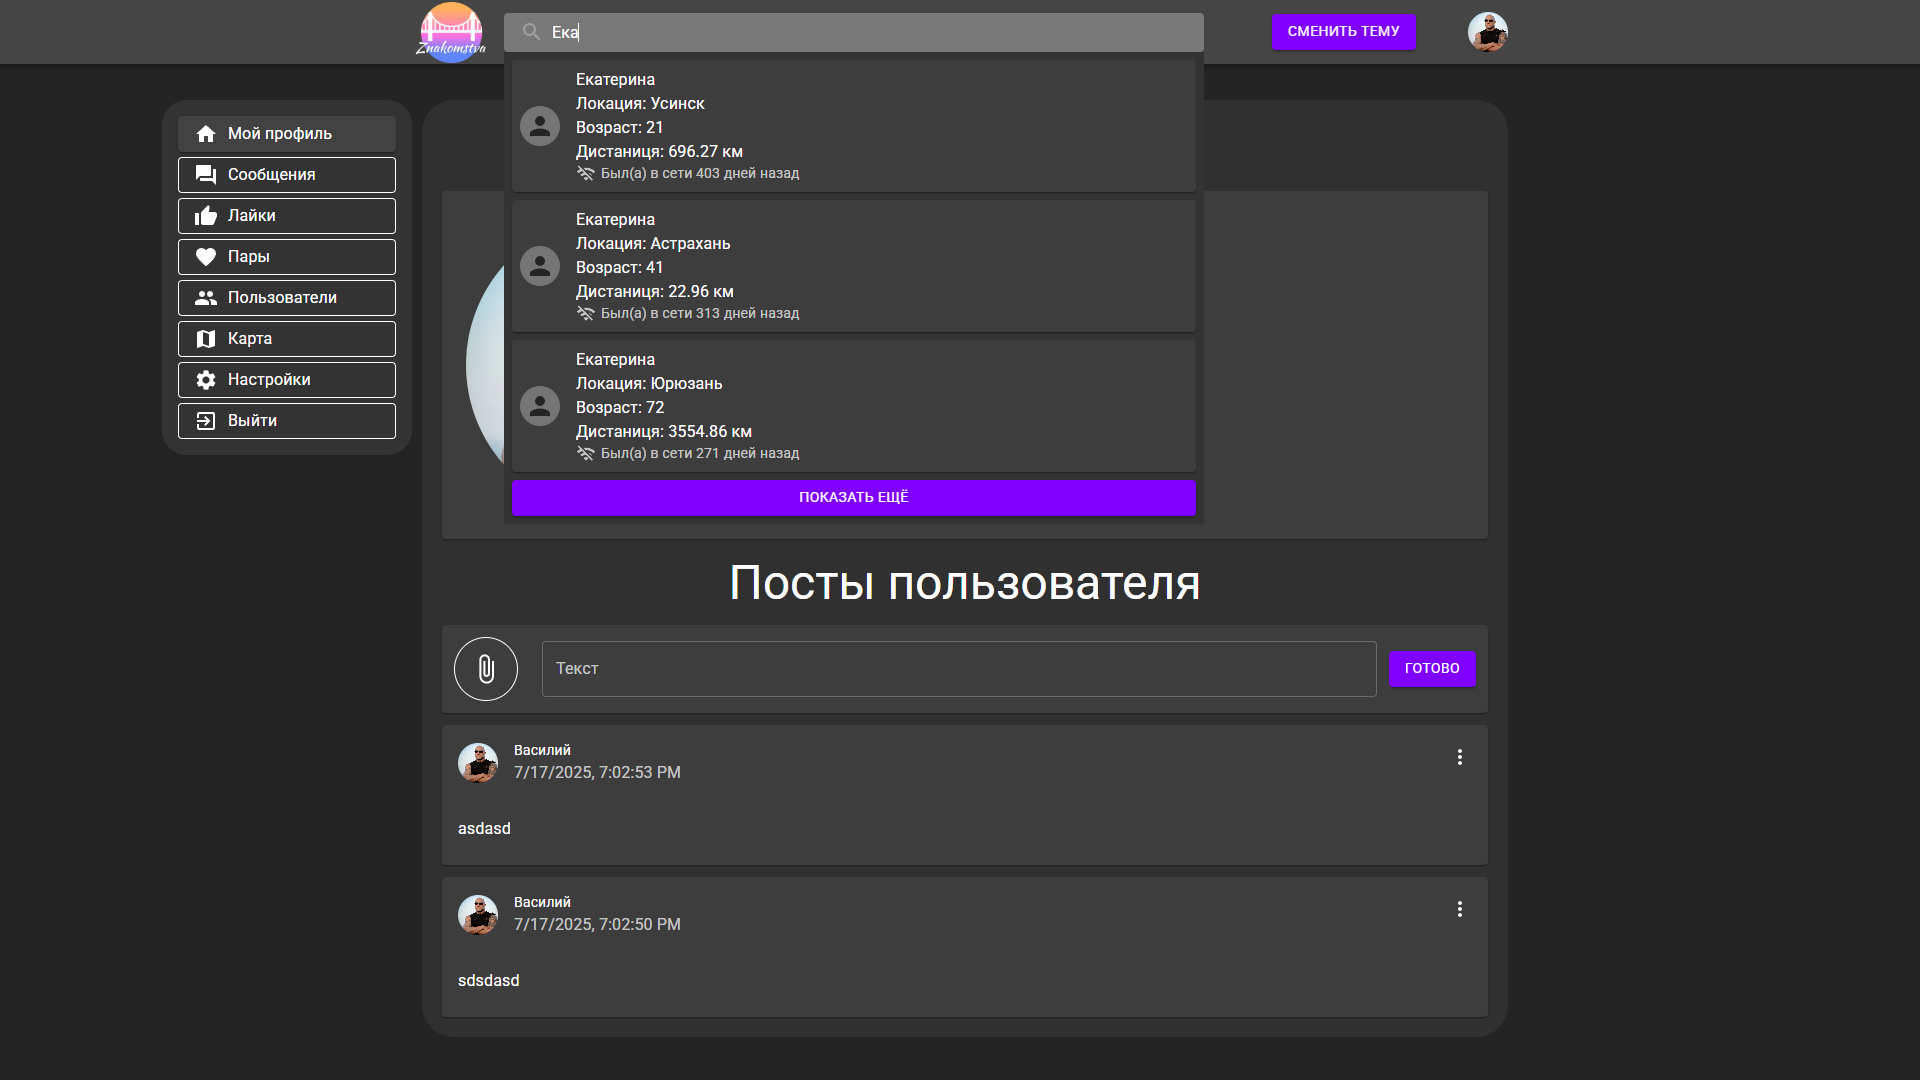 Znakomstva
Ека
СМЕНИТЬ ТЕМУ
Мой профиль
Сообщения
Лайки
Пары
Пользователи
Карта
Настройки
Выйти
Екатерина
Локация: Усинск
Возраст: 21
Дистаниця: 696.27 км
Был(а) в сети 403 дней назад
Екатерина
Локация: Астрахань
Возраст: 41
Дистаниця: 22.96 км
Был(а) в сети 313 дней назад
Екатерина
Локация: Юрюзань
Возраст: 72
Дистаниця: 3554.86 км
Был(а) в сети 271 дней назад
ПОКАЗАТЬ ЕЩЁ
Посты пользователя
Текст
ГОТОВО
Василий
7/17/2025, 7:02:53 PM
asdasd
Василий
7/17/2025, 7:02:50 PM
sdsdasd